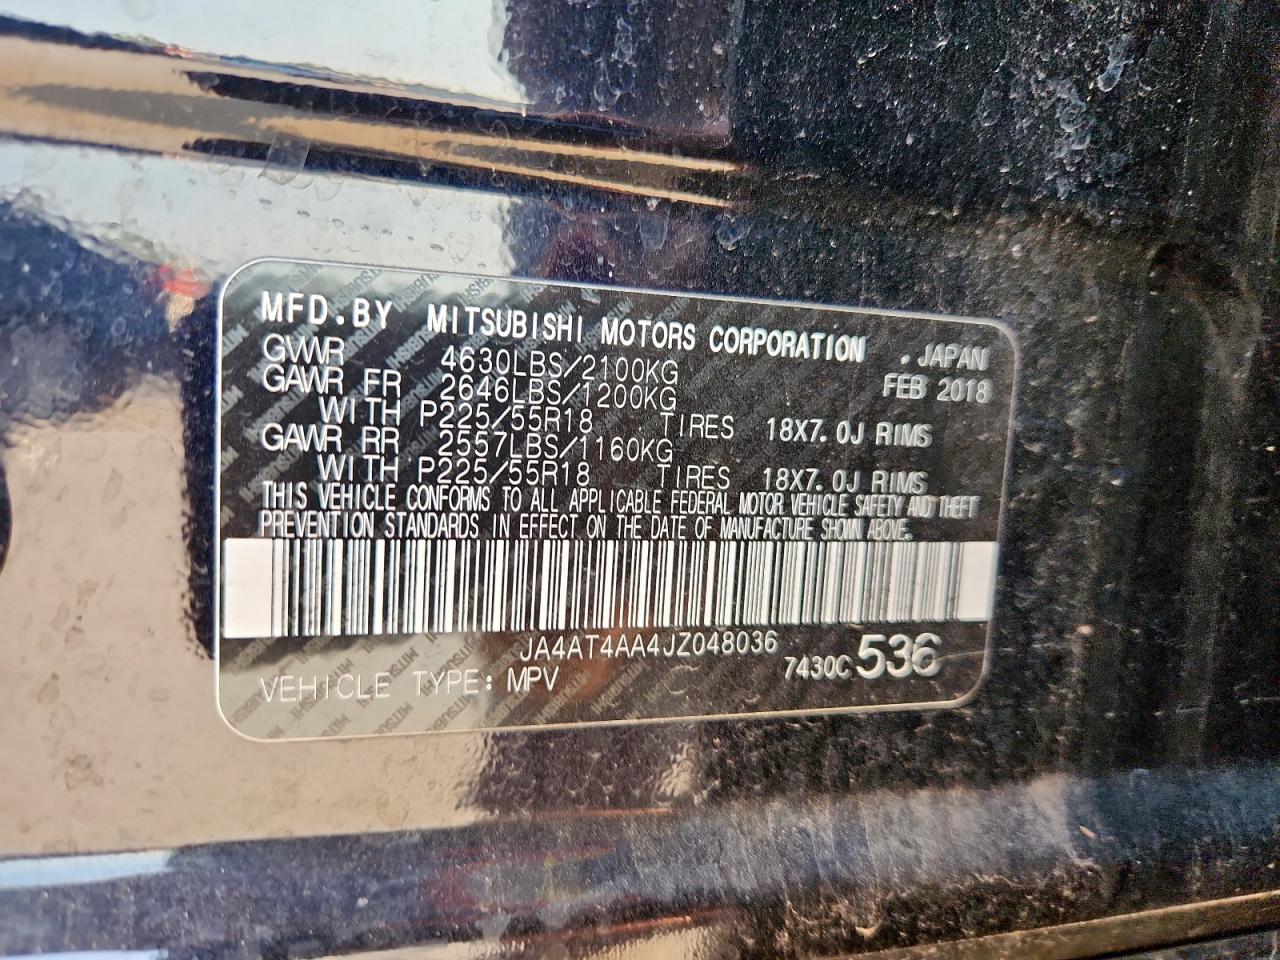 MFD.BY MITSUBISHI MOTORS CORPORATION . JAPAN
GVWR 4630LBS/2100KG FEB 2018
GAWR FR 2646LBS/1200KG
WITH P225/55R18 TIRES 18X7.0J RIMS
GAWR RR 2557LBS/1160KG
WITH P225/55R18 TIRES 18X7.0J RIMS
THIS VEHICLE CONFORMS TO ALL APPLICABLE FEDERAL MOTOR VEHICLE SAFETY AND THEFT
PREVENTION STANDARDS IN EFFECT ON THE DATE OF MANUFACTURE SHOWN ABOVE.
JA4AT4AA4JZ048036
VEHICLE TYPE: MPV 7430C 536